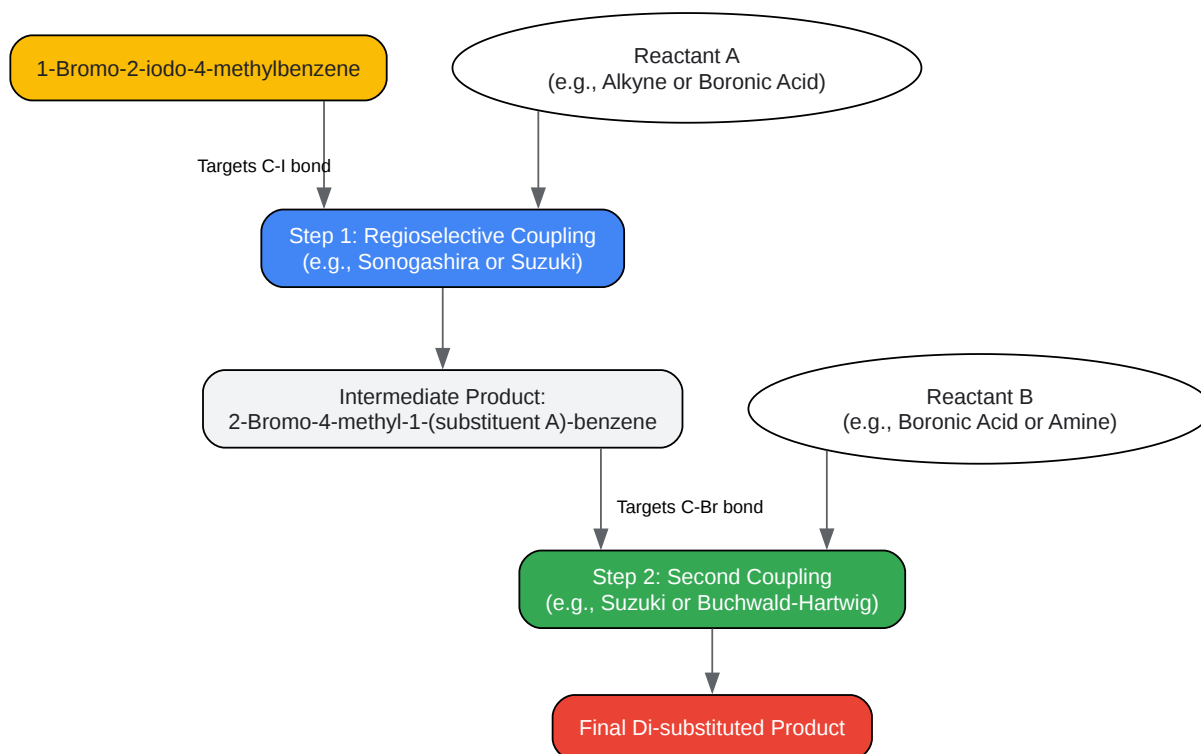 1-Bromo-2-iodo-4-methylbenzene
Reactant A
(e.g., Alkyne or Boronic Acid)
Targets C-I bond
Step 1: Regioselective Coupling
(e.g., Sonogashira or Suzuki)
Intermediate Product:
2-Bromo-4-methyl-1-(substituent A)-benzene
Reactant B
(e.g., Boronic Acid or Amine)
Targets C-Br bond
Step 2: Second Coupling
(e.g., Suzuki or Buchwald-Hartwig)
Final Di-substituted Product